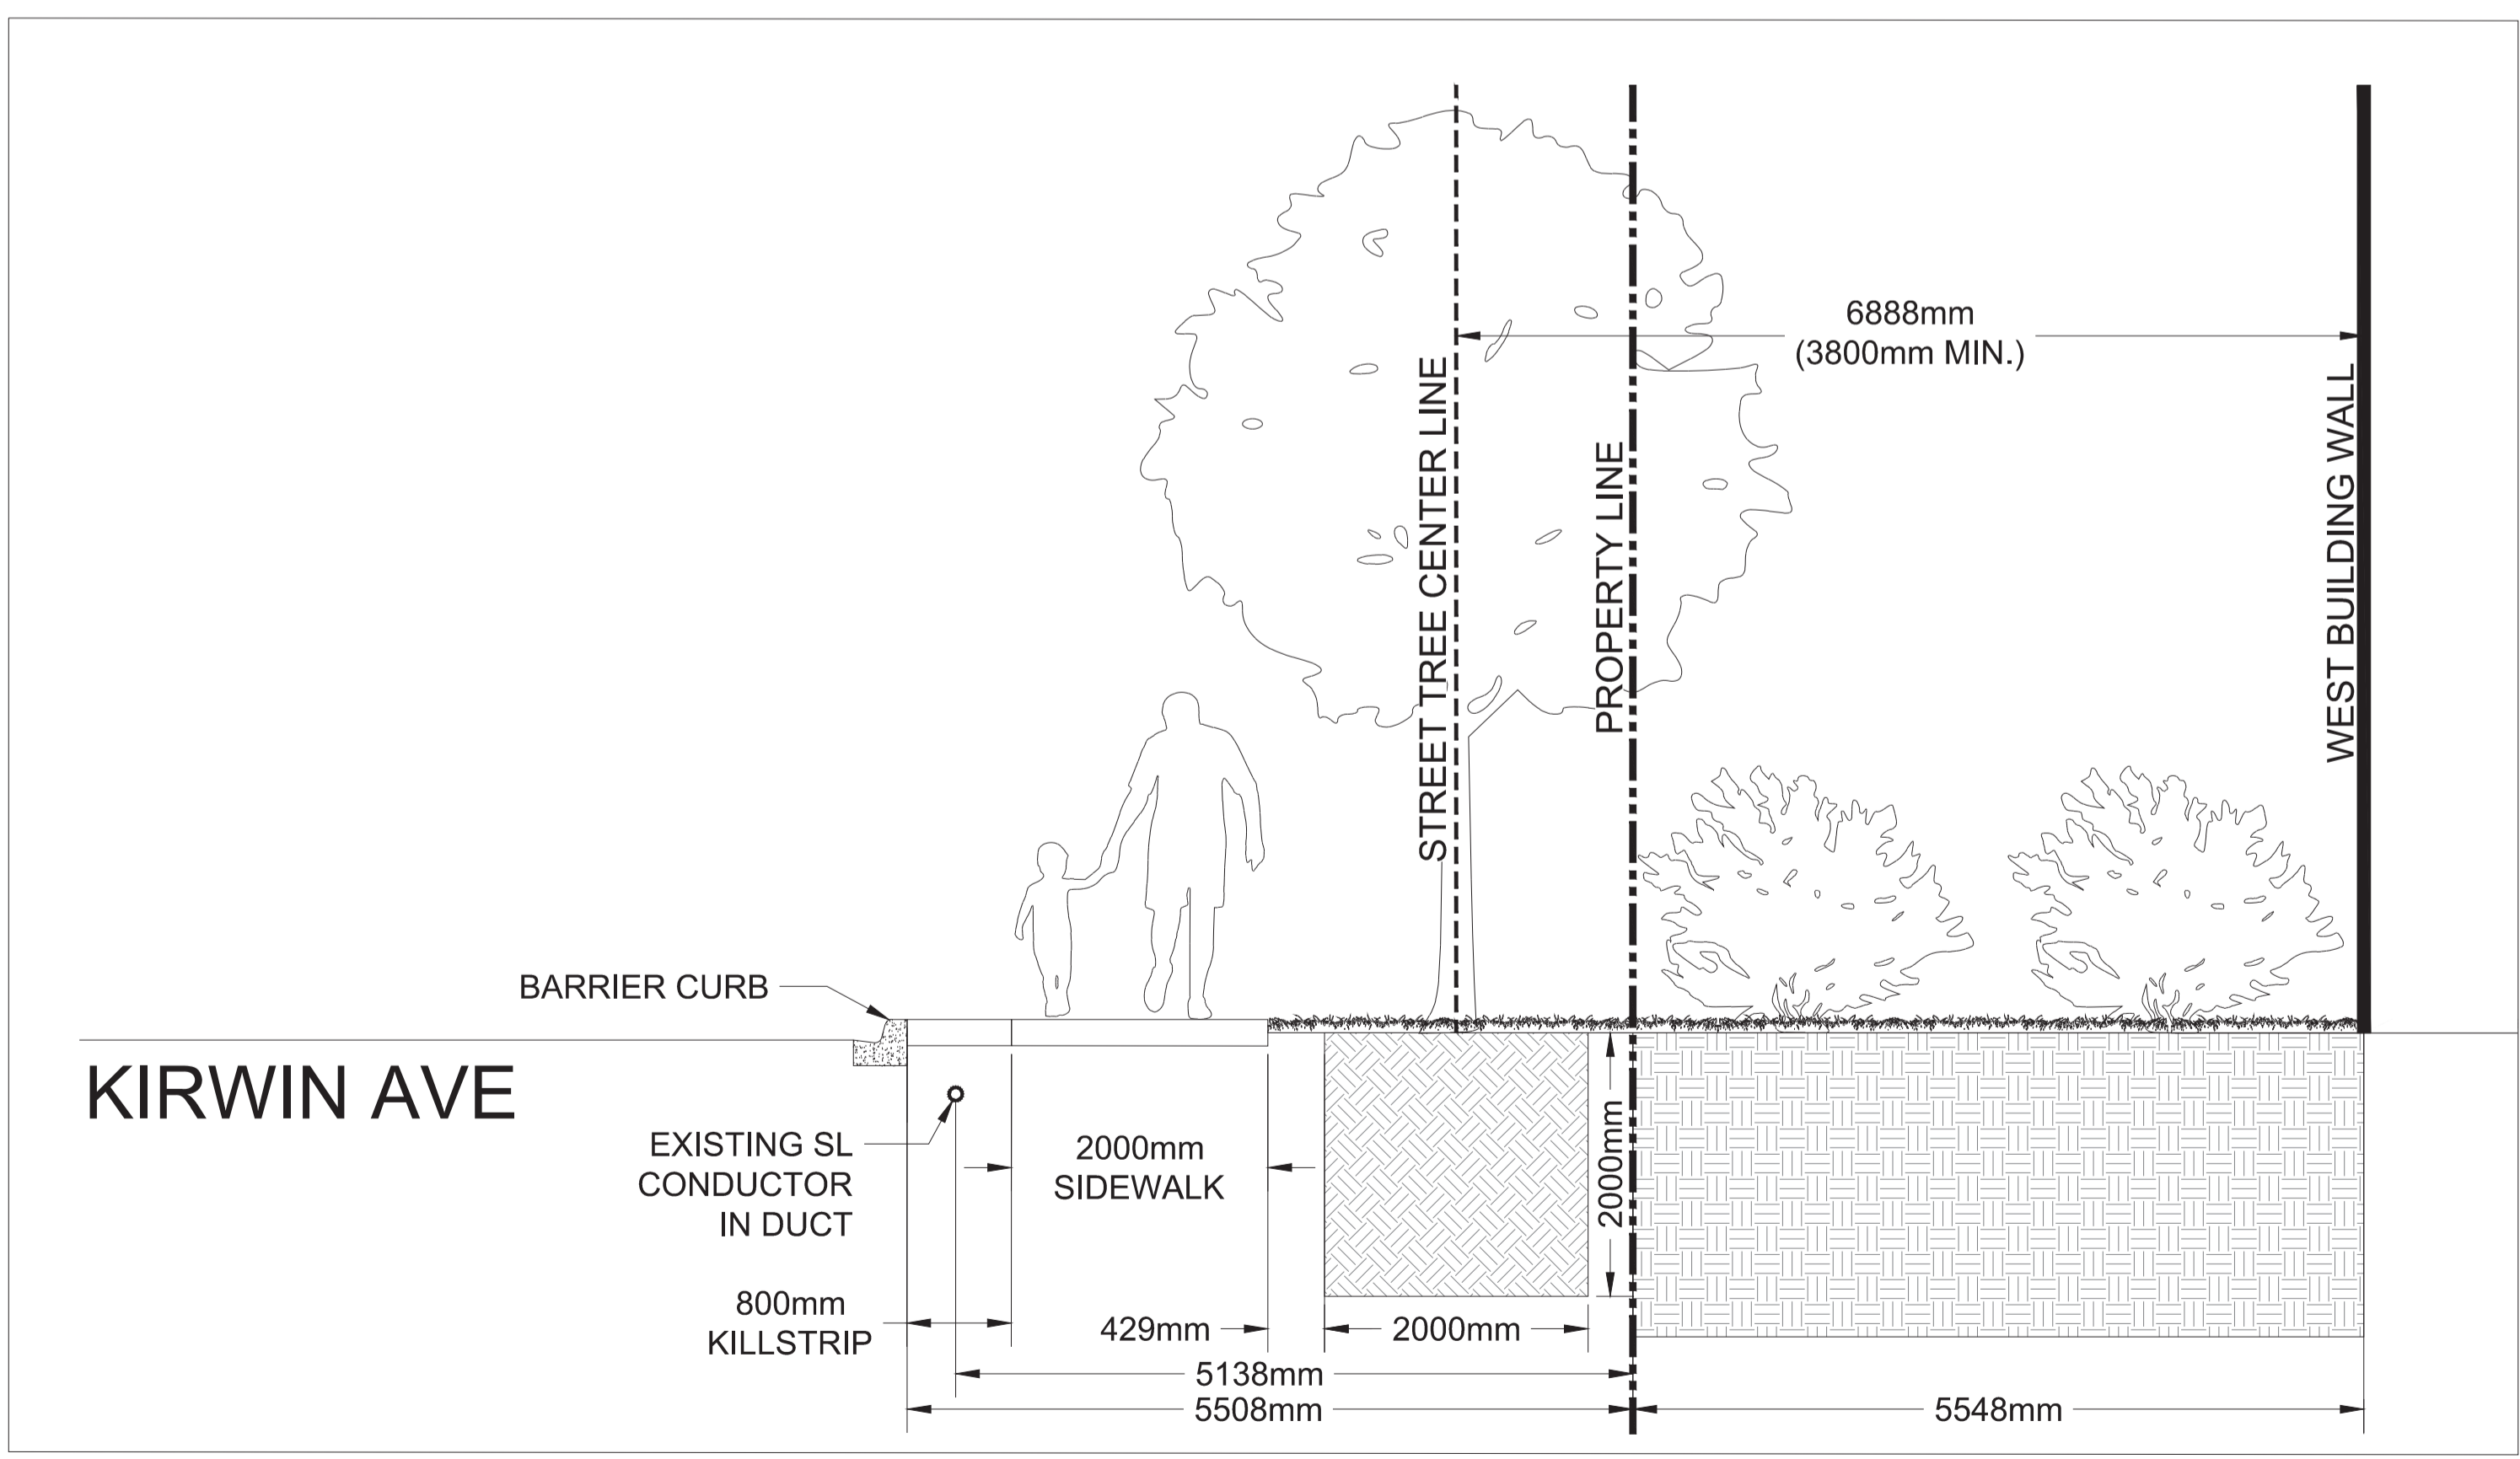 6888mm
(3800mm MIN.)
STREET TREE CENTER LINE
PROPERTY LINE
WEST BUILDING WALL
BARRIER CURB
KIRWIN AVE
EXISTING SL
CONDUCTOR
IN DUCT
2000mm
SIDEWALK
2000mm
800mm
KILLSTRIP
429mm
2000mm
5138mm
5508mm
5548mm